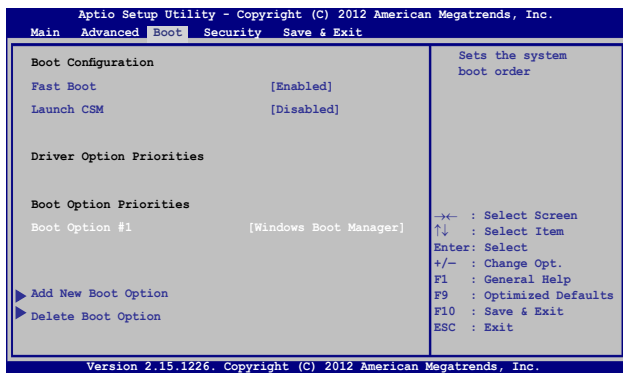 Aptio Setup Utility - Copyright (C) 2012 American Megatrends, Inc.
Main Advanced Boot Security Save & Exit
Boot Configuration
Fast Boot [Enabled]
Launch CSM [Disabled]
Driver Option Priorities
Boot Option Priorities
Boot Option #1 [Windows Boot Manager]
Add New Boot Option
Delete Boot Option
Sets the system
boot order
→← : Select Screen
↑↓ : Select Item
Enter: Select
+/— : Change Opt.
F1 : General Help
F9 : Optimized Defaults
F10 : Save & Exit
ESC : Exit
Version 2.15.1226. Copyright (C) 2012 American Megatrends, Inc.